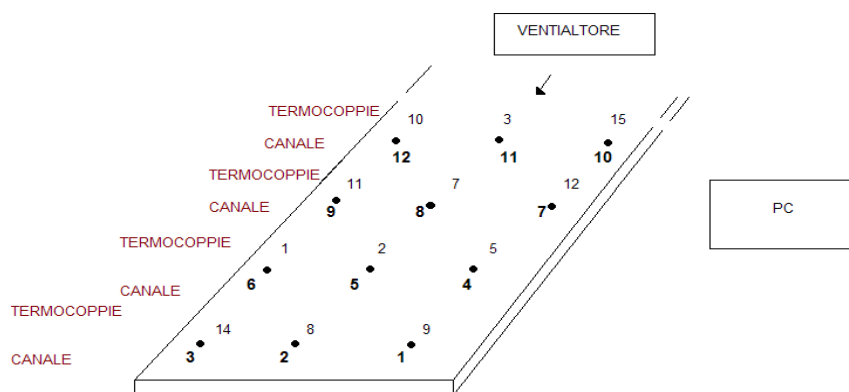 VENTIALTORE
TERMOCOPPIE 10 3 15
CANALE 12 11 10
TERMOCOPPIE 11 7 12
CANALE 9 8 7
PC
TERMOCOPPIE 1 2 5
CANALE 6 5 4
TERMOCOPPIE 14 8 9
CANALE 3 2 1